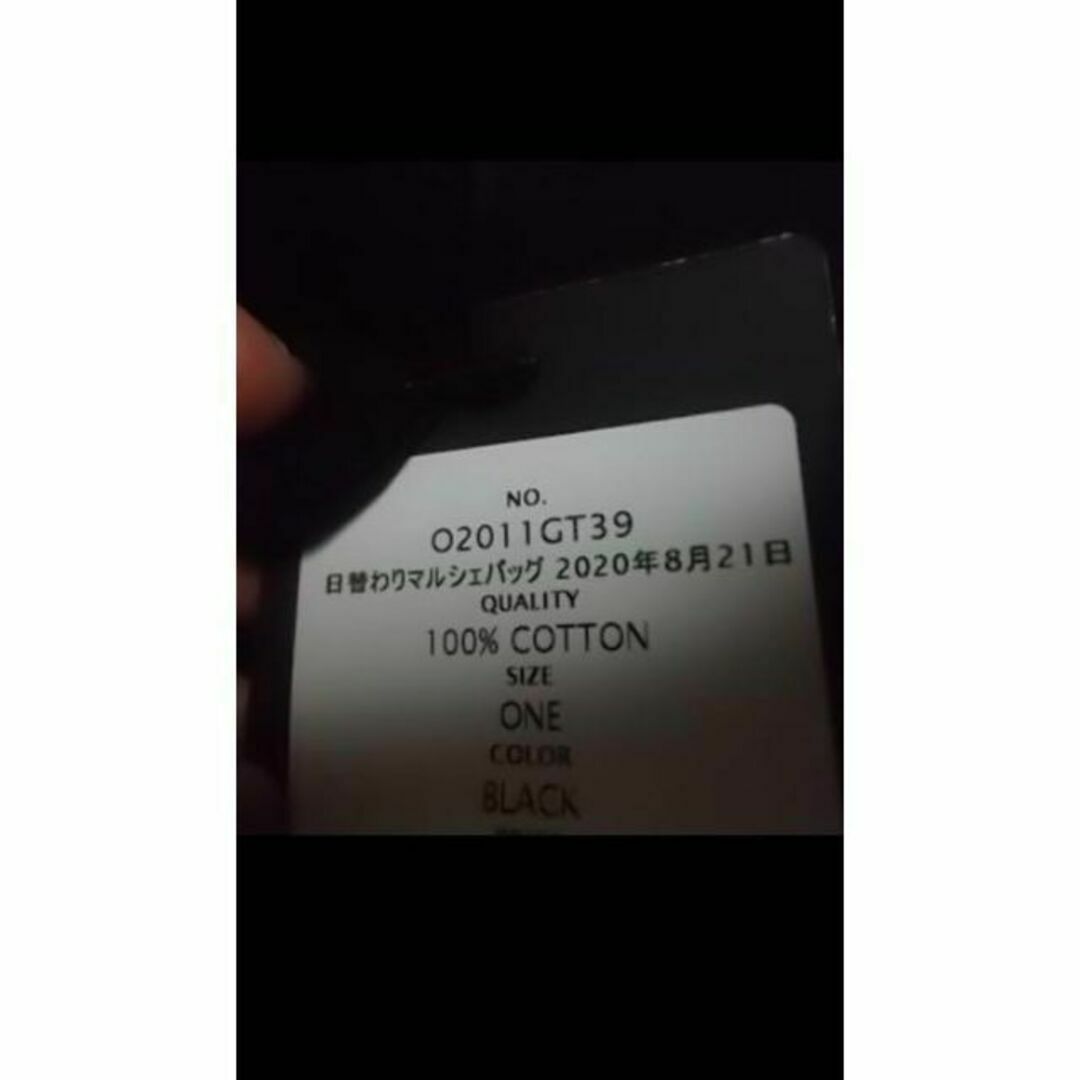 NO.
O2011GT39
日替わりマルシェバッグ 2020年8月21日
QUALITY
100% COTTON
SIZE
ONE
COLOR
BLACK